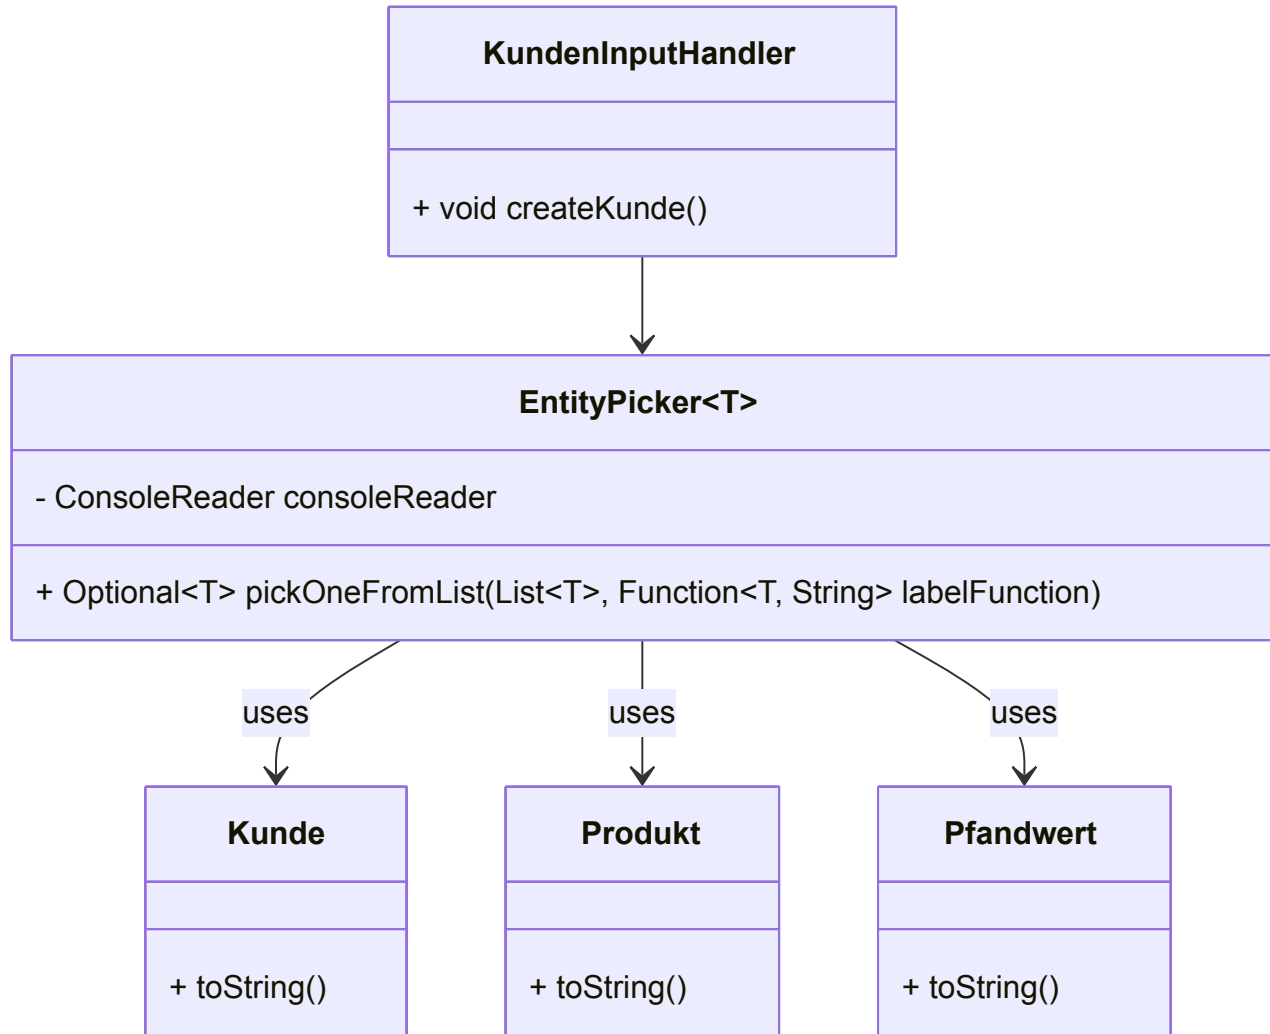 KundenInputHandler
+ void createKunde()
EntityPicker<T>
- ConsoleReader consoleReader
+ Optional<T> pickOneFromList(List<T>, Function<T, String> labelFunction)
uses
uses
uses
Kunde
Produkt
Pfandwert
+ toString()
+ toString()
+ toString()